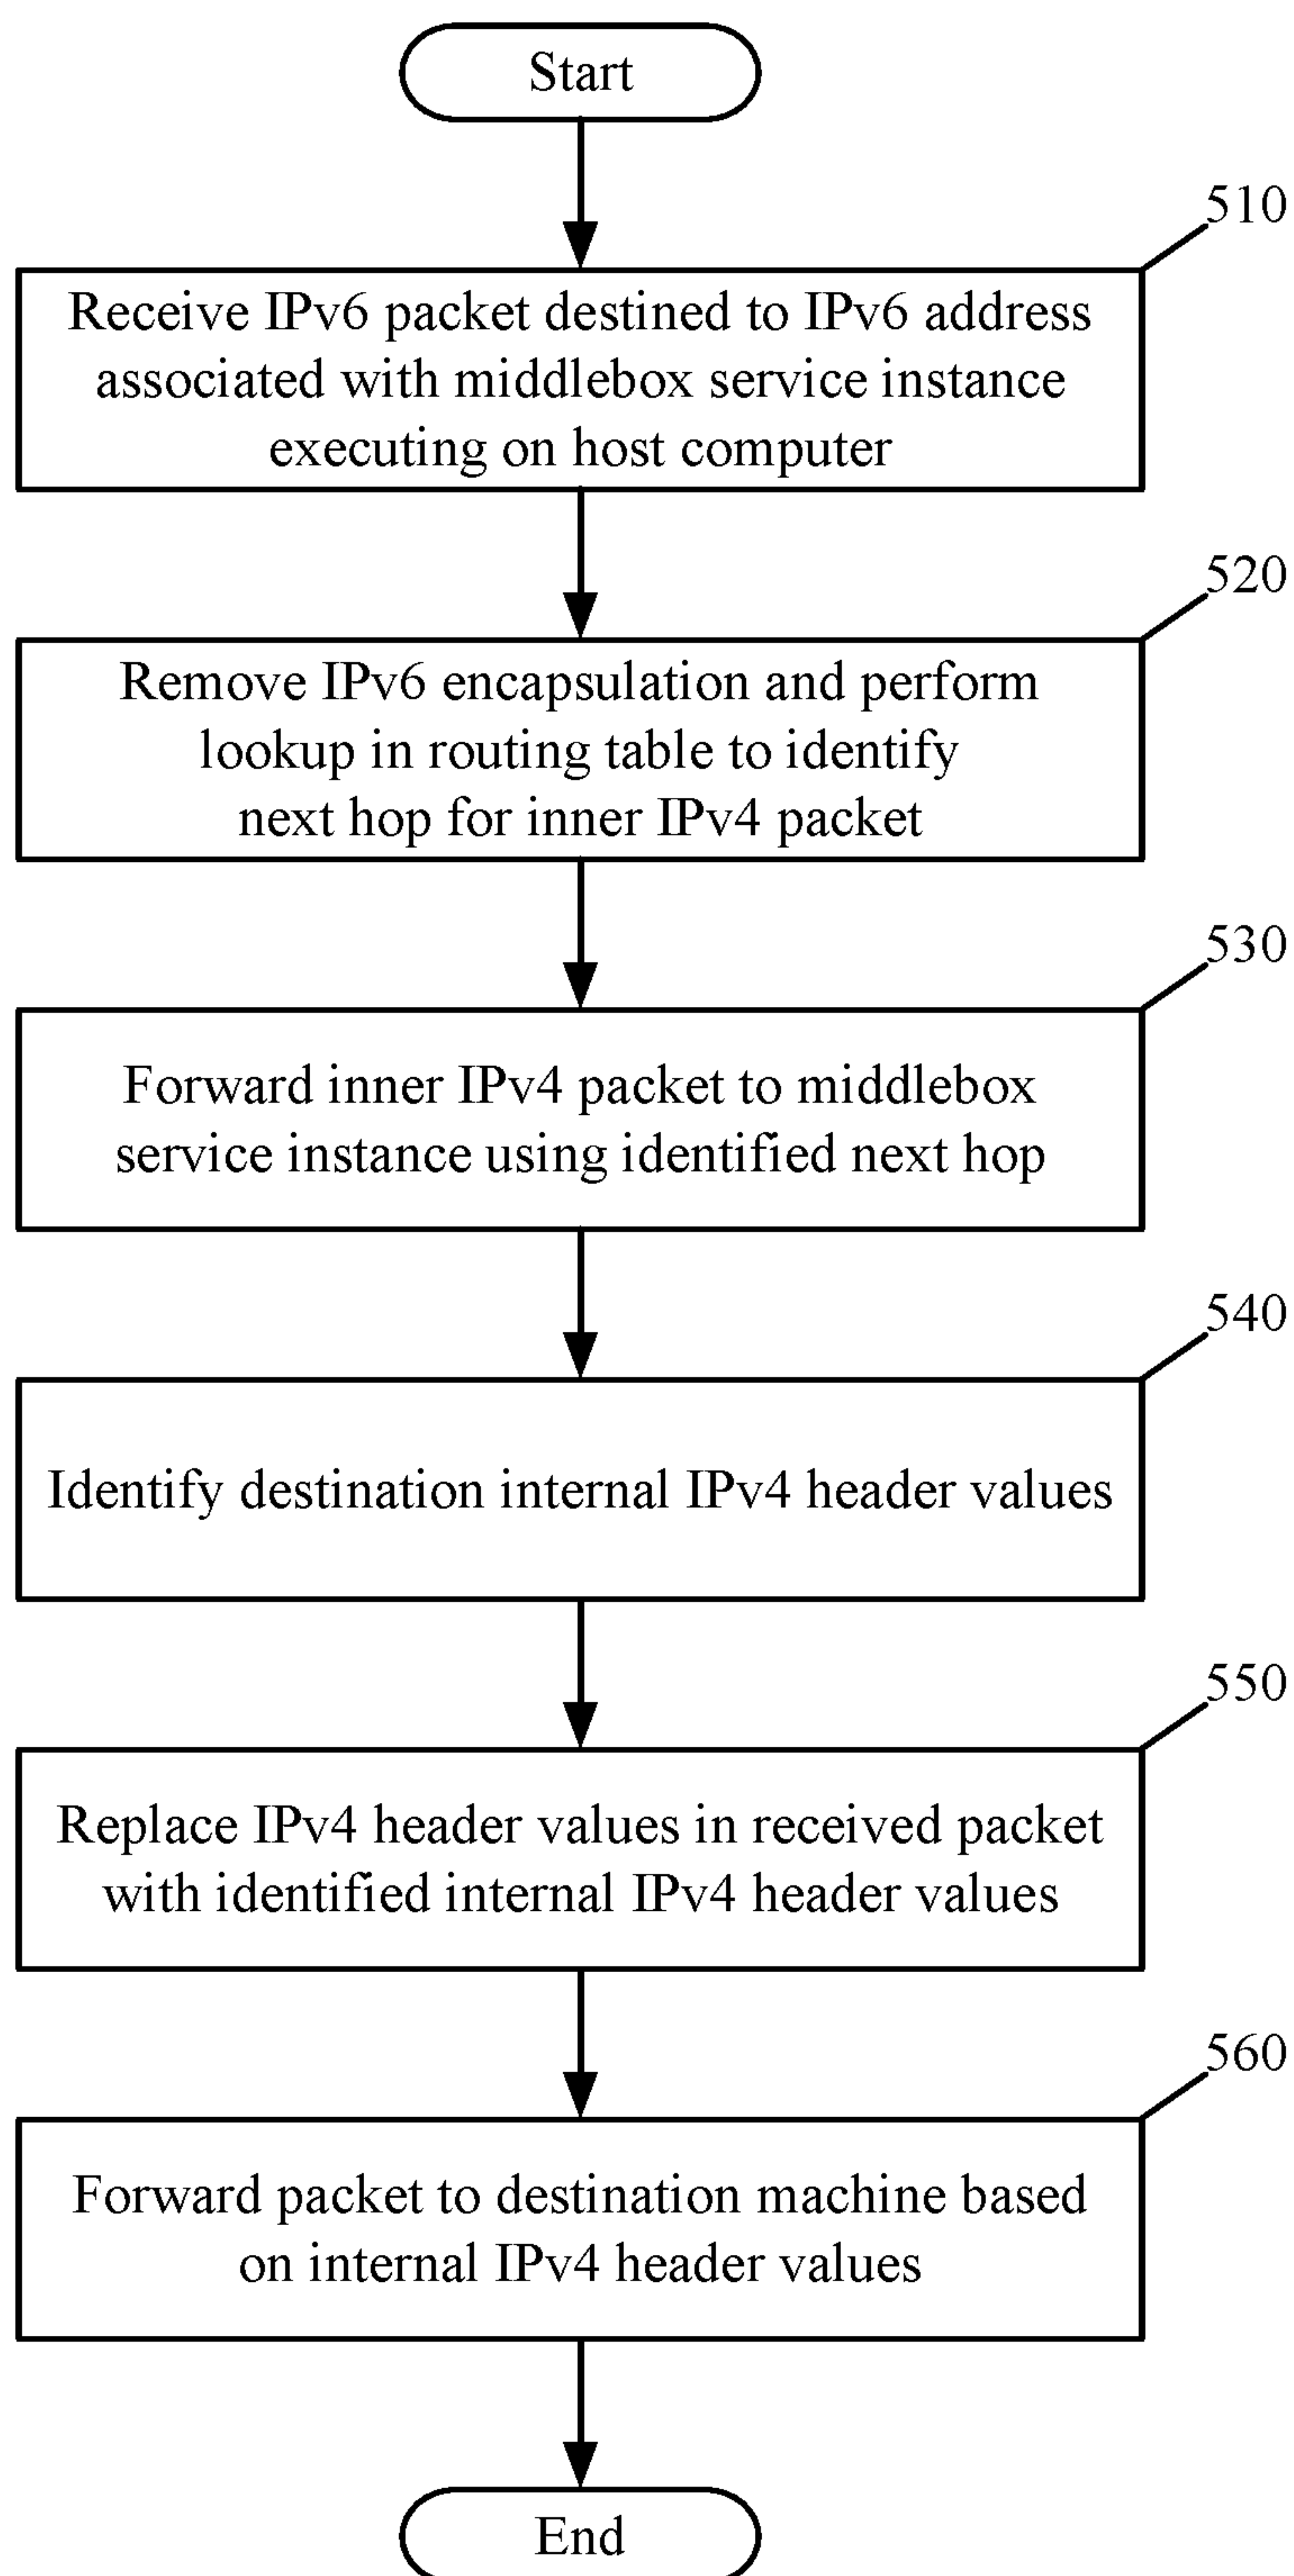 Start
510
Receive IPv6 packet destined to IPv6 address
associated with middlebox service instance
executing on host computer
520
Remove IPv6 encapsulation and perform
lookup in routing table to identify
next hop for inner IPv4 packet
530
Forward inner IPv4 packet to middlebox
service instance using identified next hop
540
Identify destination internal IPv4 header values
550
Replace IPv4 header values in received packet
with identified internal IPv4 header values
560
Forward packet to destination machine based
on internal IPv4 header values
End